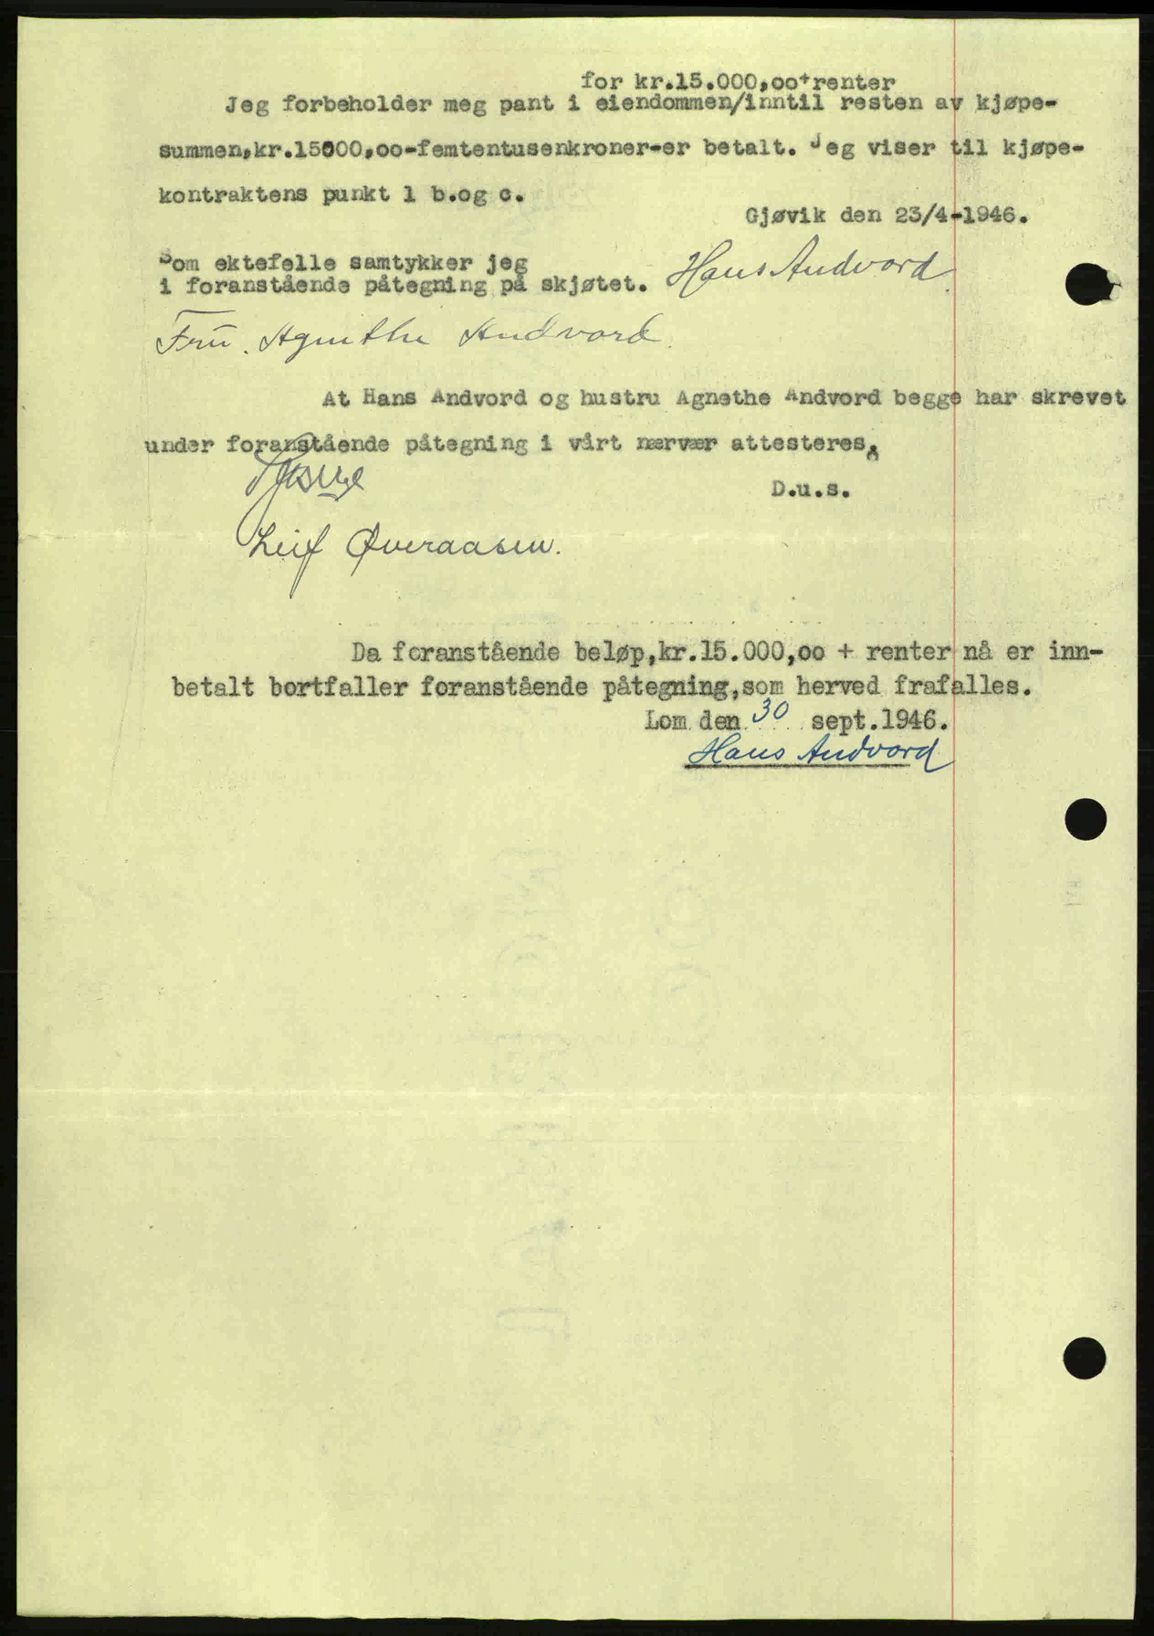 for kr.15.000,oo+renter
Jeg forbeholder meg pant i eiendommen/inntil resten av kjøpe-
summen,kr.15000,oo-femtentusenkroner-er betalt. Jeg viser til kjøpe-
kontraktens punkt 1 b.og c.
Gjøvik den 23/4-1946.
Som ektefelle samtykker jeg
i foranstående påtegning på skjøtet. Hans Andvord.
Fru. Agnethe Andvord.
At Hans Andvord og hustru Agnethe Andvord begge har skrevet
under foranstående påtegning i vårt nærvær attesteres.
D.u.s.
Leif Øveraasen.
Da foranstående beløp,kr.15.000,oo + renter nå er inn-
betalt bortfaller foranstående påtegning,som herved frafalles.
Lom den 30 sept.1946.
Hans Andvord